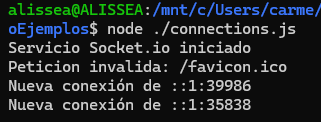 alissea@ALISSEA:/mnt/c/Users/carme/
oEjemplos$ node ./connections.js
Servicio Socket.io iniciado
Peticion invalida: /favicon.ico
Nueva conexión de ::1:39986
Nueva conexión de ::1:35838